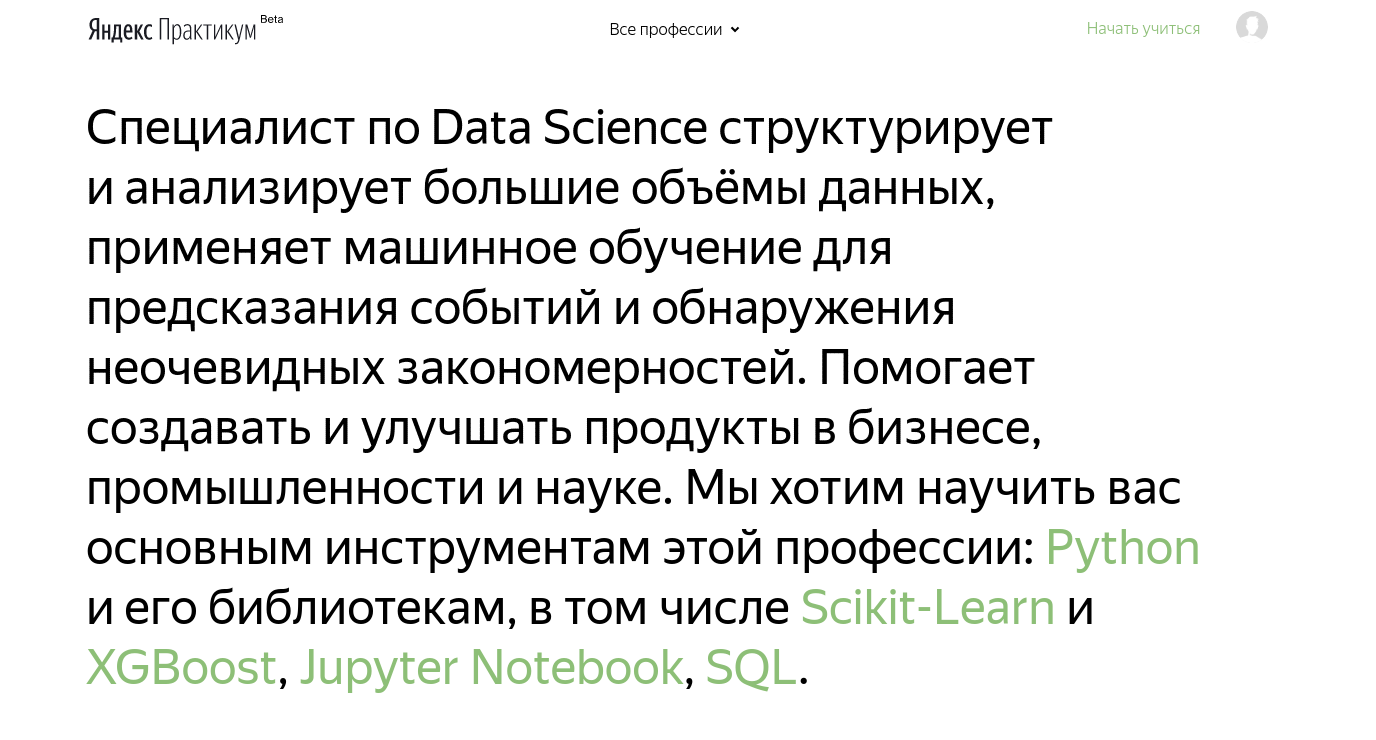 Яндекс Практикум Beta
Все профессии
Начать учиться
Специалист по Data Science структурирует
и анализирует большие объёмы данных,
применяет машинное обучение для
предсказания событий и обнаружения
неочевидных закономерностей. Помогает
создавать и улучшать продукты в бизнесе,
промышленности и науке. Мы хотим научить вас
основным инструментам этой профессии: Python
и его библиотекам, в том числе Scikit-Learn и
XGBoost, Jupyter Notebook, SQL.